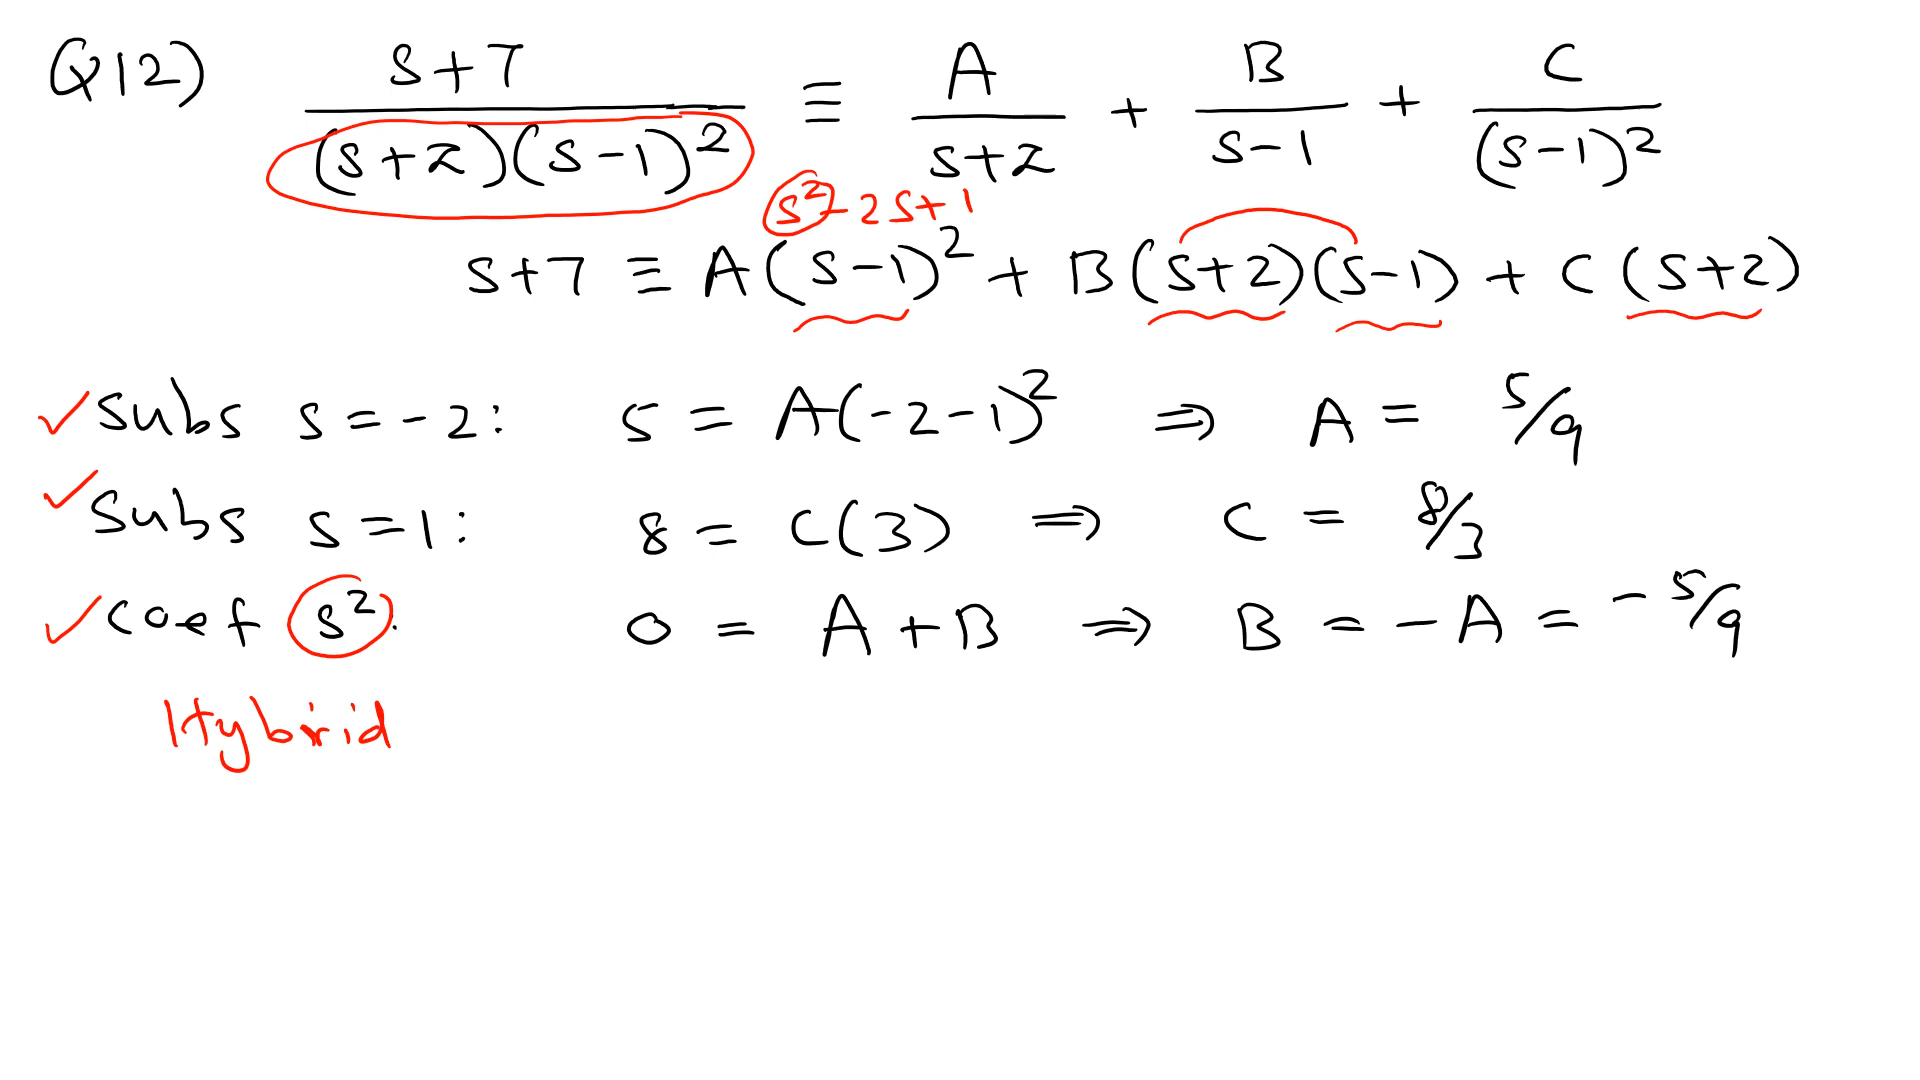 Q12) (s+7)/((s+2)(s-1)²) ≡ A/(s+2) + B/(s-1) + C/(s-1)²
s²-2s+1
s+7 ≡ A(s-1)² + B(s+2)(s-1) + C(s+2)
✓ Subs s=-2: 5 = A(-2-1)² ⇒ A = 5/9
✓ Subs s=1: 8 = C(3) ⇒ C = 8/3
✓ Coef s²: 0 = A+B ⇒ B = -A = -5/9
Hybrid